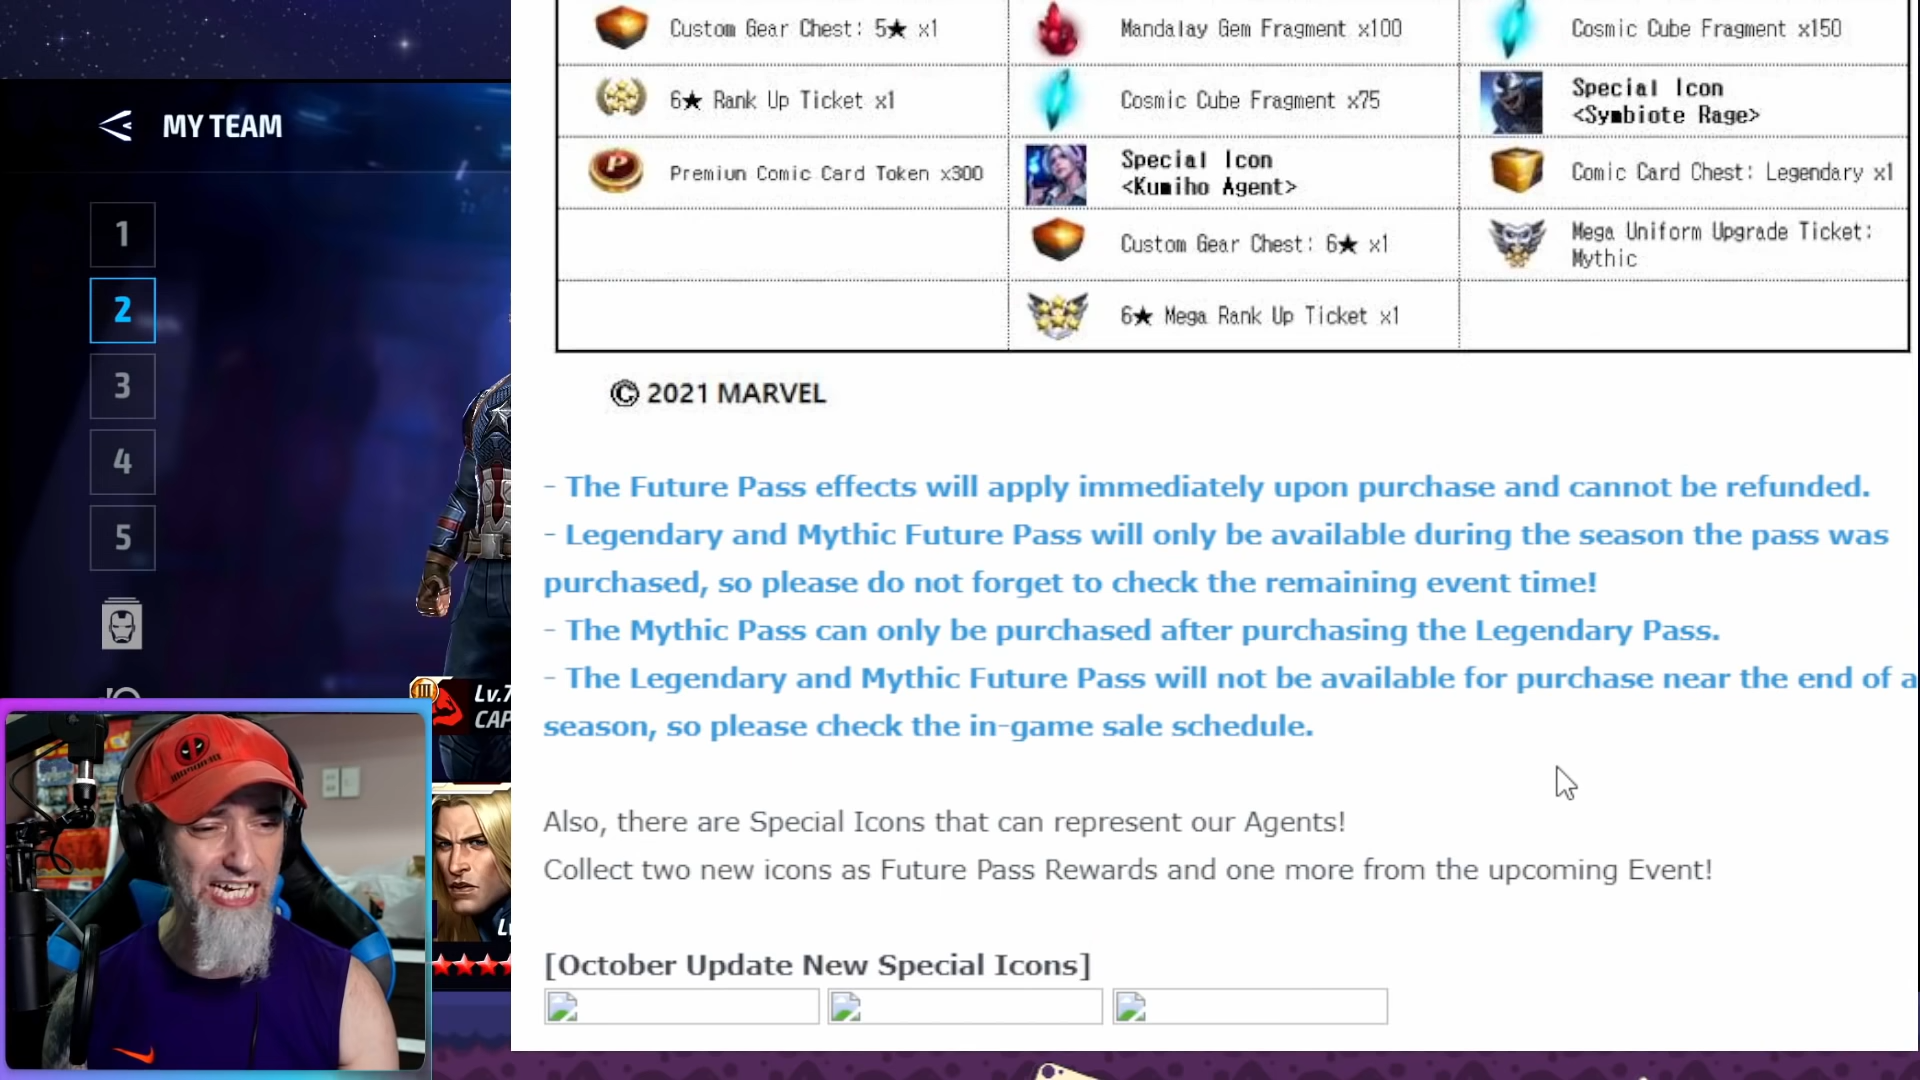 MY TEAM
1
2
3
4
5
Lv.7
CAP
Custom Gear Chest: 5★ x1
Mandalay Gem Fragment x100
Cosmic Cube Fragment x150
6★ Rank Up Ticket x1
Cosmic Cube Fragment x75
Special Icon
<Symbiote Rage>
P
Premiun Comic Card Token x300
Special Icon
<Kumiho Agent>
Comic Card Chest: Legendary x1
Custom Gear Chest: 6★ x1
Mega Uniform Upgrade Ticket:
Mythic
6★ Mega Rank Up Ticket x1
© 2021 MARVEL
- The Future Pass effects will apply immediately upon purchase and cannot be refunded.
- Legendary and Mythic Future Pass will only be available during the season the pass was
purchased, so please do not forget to check the remaining event time!
- The Mythic Pass can only be purchased after purchasing the Legendary Pass.
- The Legendary and Mythic Future Pass will not be available for purchase near the end of a
season, so please check the in-game sale schedule.
Also, there are Special Icons that can represent our Agents!
Collect two new icons as Future Pass Rewards and one more from the upcoming Event!
[October Update New Special Icons]